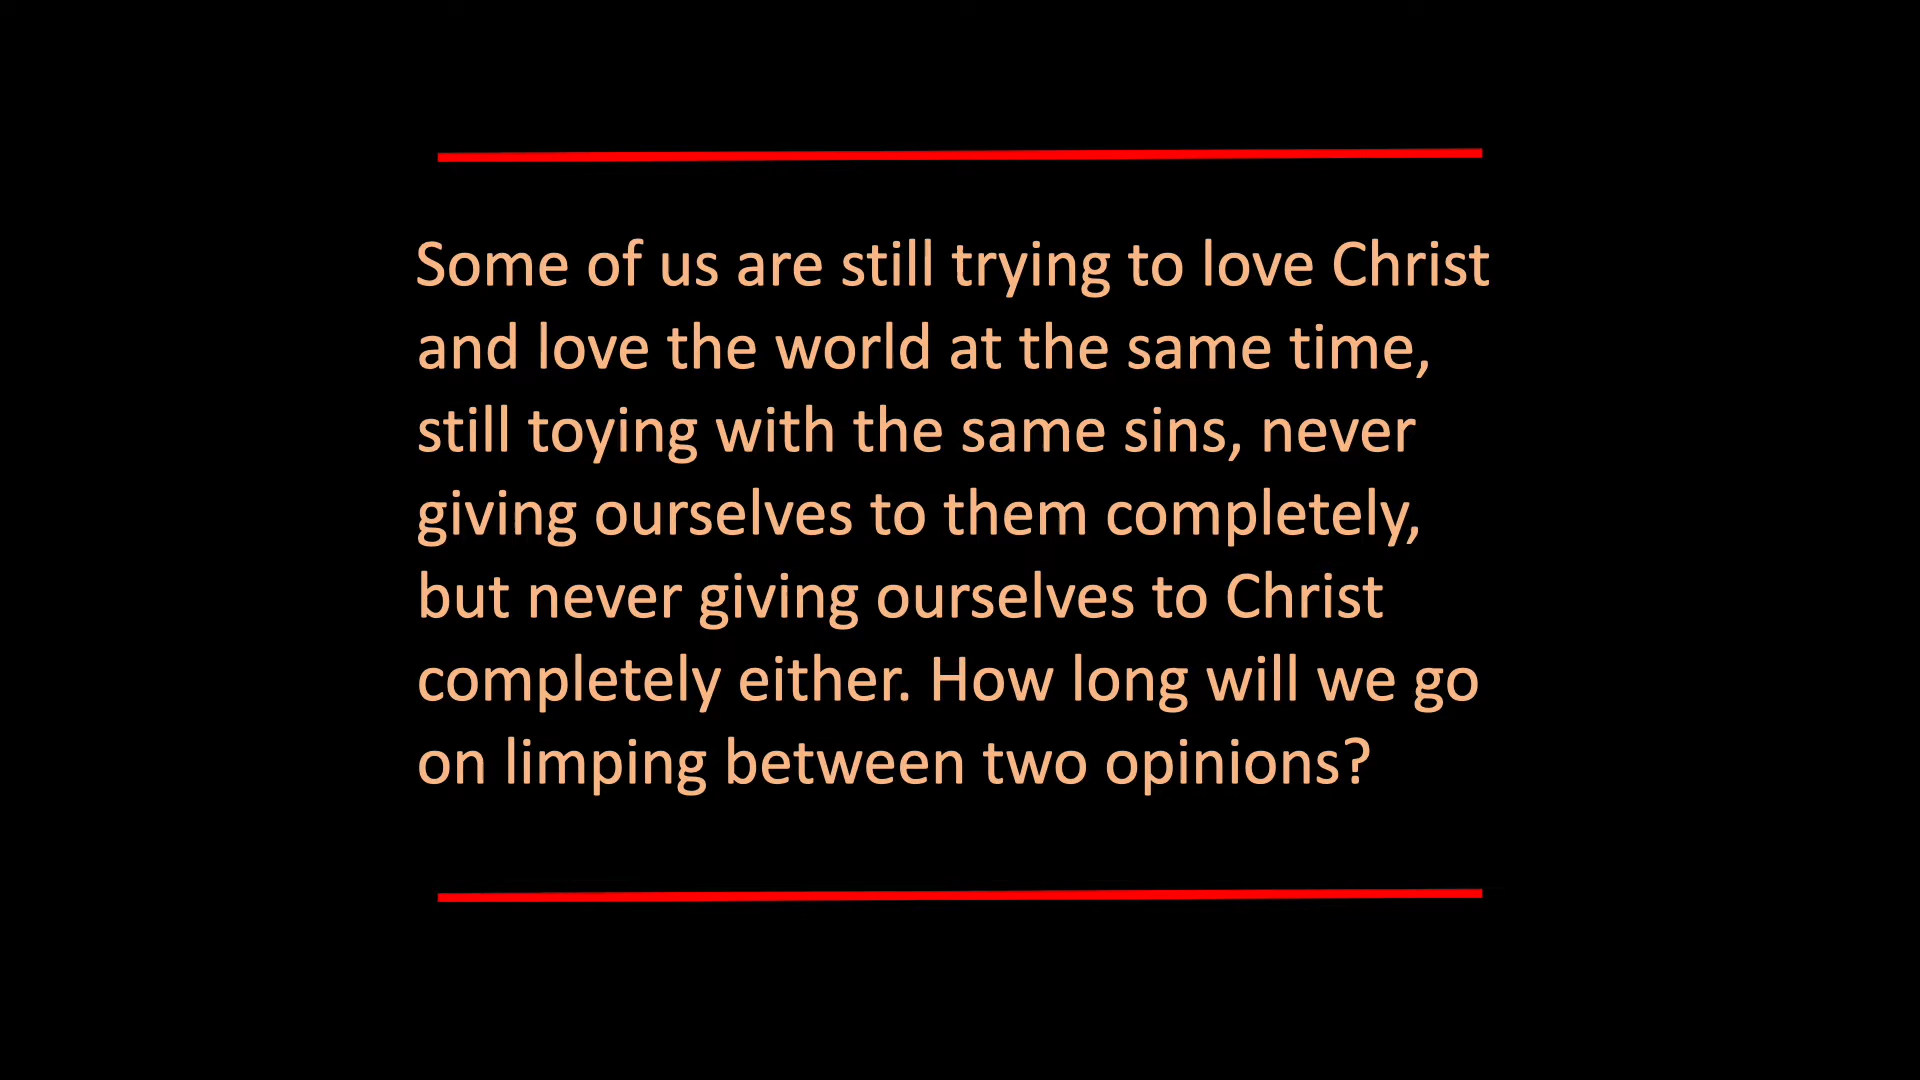 Some of us are still trying to love Christ
and love the world at the same time,
still toying with the same sins, never
giving ourselves to them completely,
but never giving ourselves to Christ
completely either. How long will we go
on limping between two opinions?